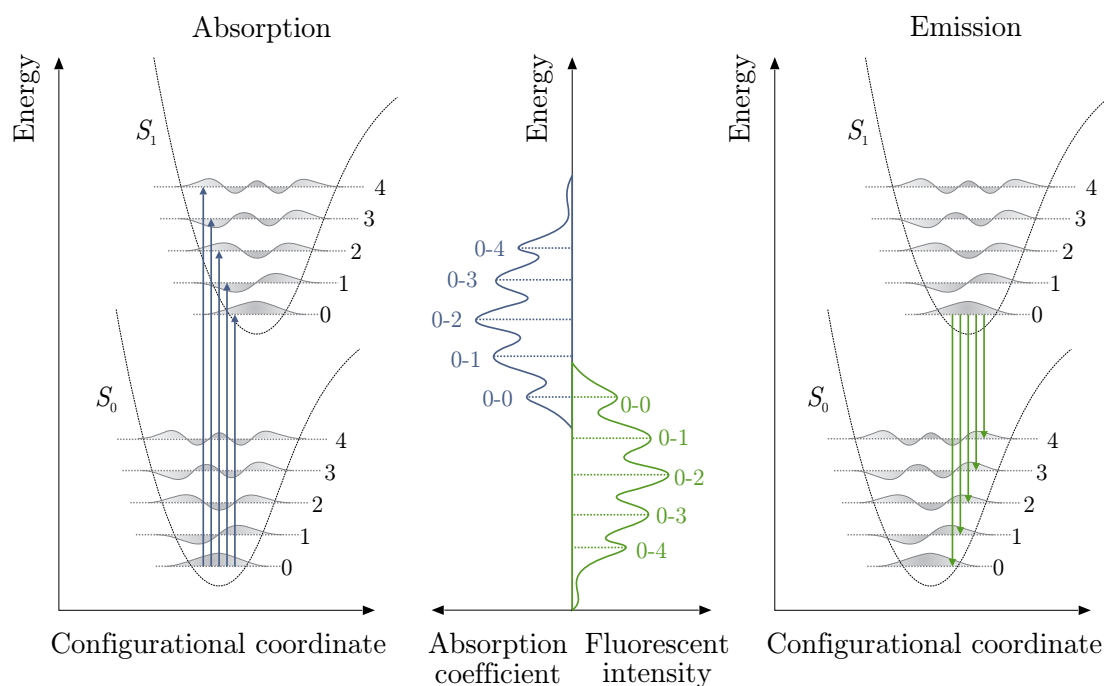 Absorption
Energy
S1
4
3
2
1
0
S0
4
3
2
1
0
Configurational coordinate
Energy
0-4
0-3
0-2
0-1
0-0
0-0
0-1
0-2
0-3
0-4
Absorption
coefficient
Fluorescent
intensity
Emission
Energy
S1
4
3
2
1
0
S0
4
3
2
1
0
Configurational coordinate